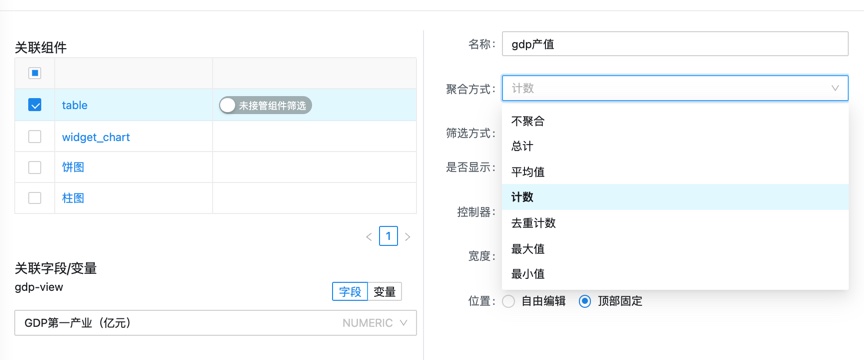 关联组件
table 未接管组件筛选
widget_chart
饼图
柱图
1
关联字段/变量
gdp-view
字段 变量
GDP第一产业（亿元） NUMERIC
名称： gdp产值
聚合方式： 计数
不聚合
筛选方式：
总计
是否显示：
平均值
计数
控制器：
去重计数
宽度：
最大值
最小值
位置： 自由编辑 顶部固定